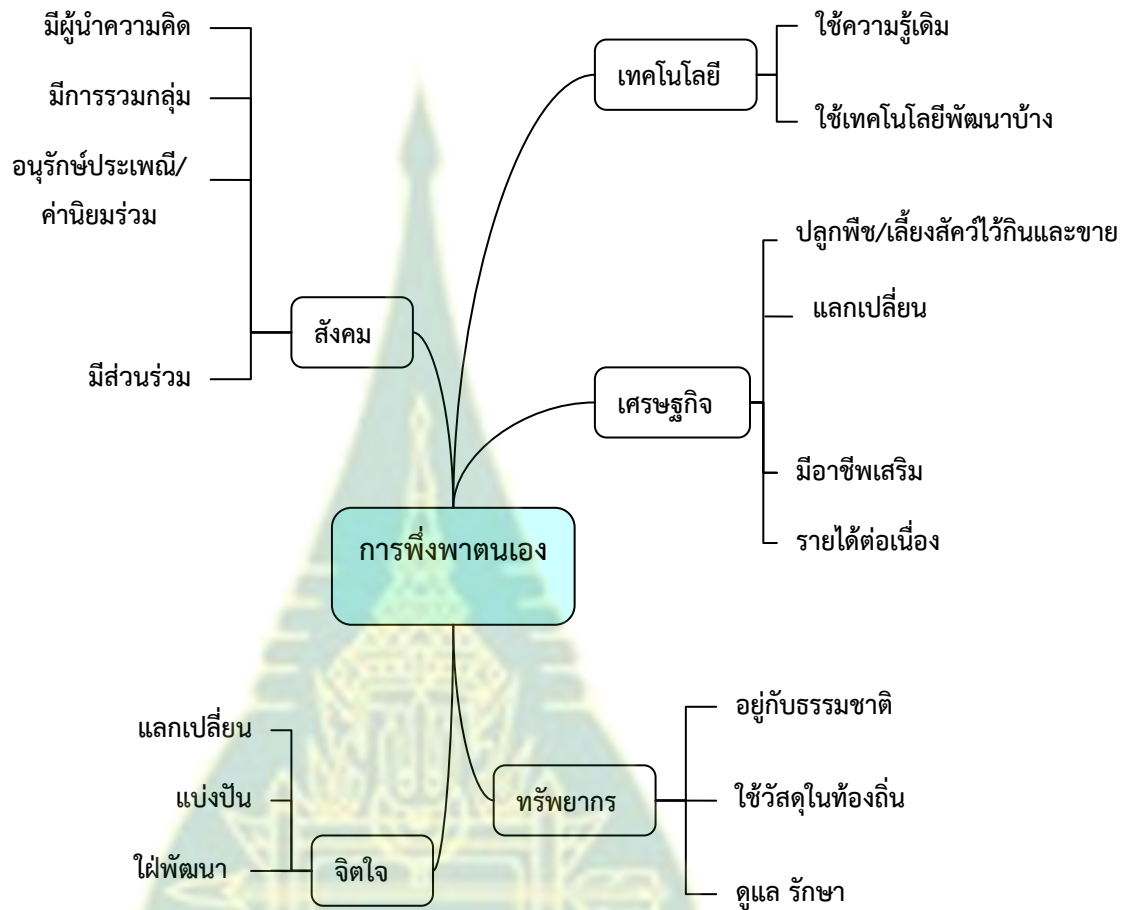 มีผู้นำความคิด
มีการรวมกลุ่ม
อนุรักษ์ประเพณี/
ค่านิยมร่วม
มีส่วนร่วม
สังคม
เทคโนโลยี
ใช้ความรู้เดิม
ใช้เทคโนโลยีพัฒนาบ้าง
เศรษฐกิจ
ปลูกพืช/เลี้ยงสัคว์ไว้กินและขาย
แลกเปลี่ยน
มีอาชีพเสริม
รายได้ต่อเนื่อง
การพึ่งพาตนเอง
แลกเปลี่ยน
แบ่งปัน
ใฝ่พัฒนา
จิตใจ
ทรัพยากร
อยู่กับธรรมชาติ
ใช้วัสดุในท้องถิ่น
ดูแล รักษา